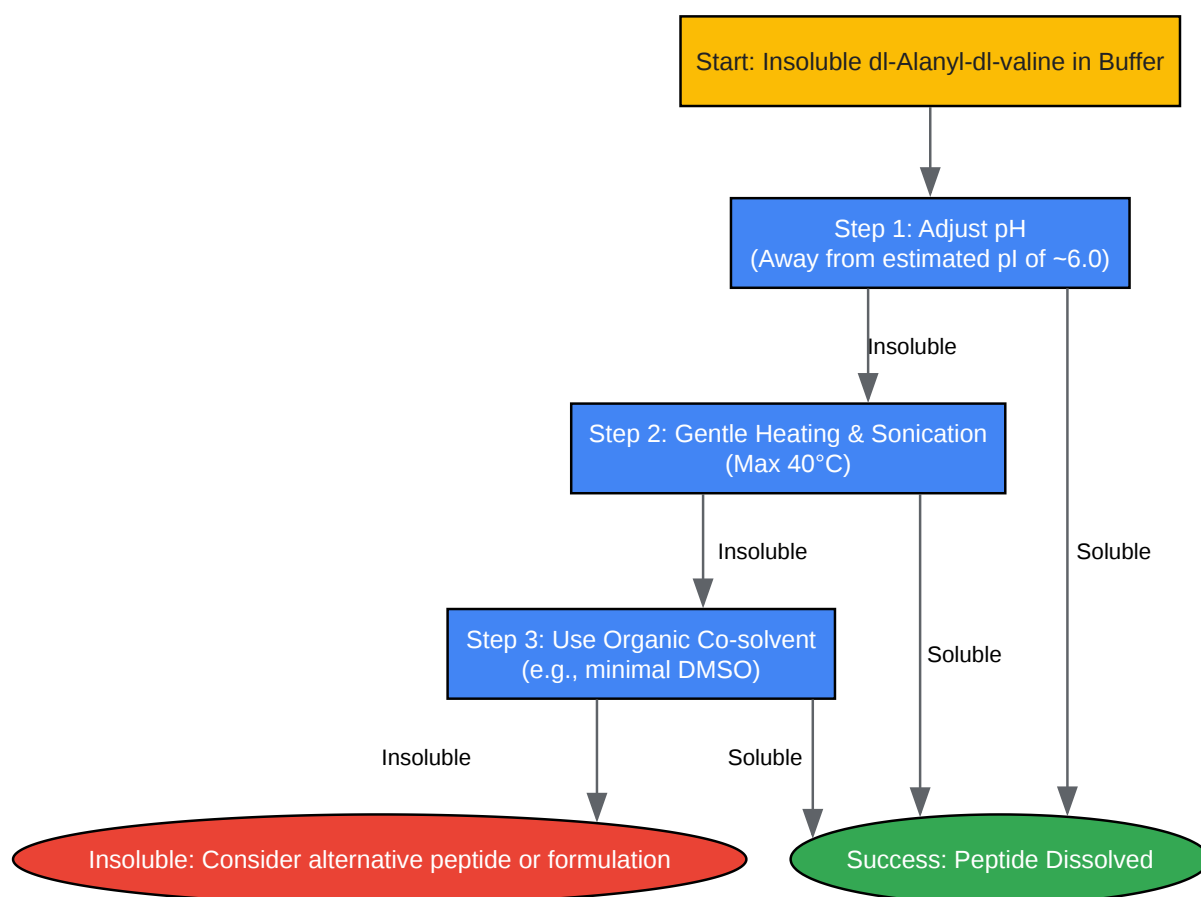 Start: Insoluble dl-Alanyl-dl-valine in Buffer
Step 1: Adjust pH
(Away from estimated pI of ~6.0)
Insoluble
Step 2: Gentle Heating & Sonication
(Max 40°C)
Insoluble
Soluble
Step 3: Use Organic Co-solvent
(e.g., minimal DMSO)
Soluble
Insoluble
Soluble
Insoluble: Consider alternative peptide or formulation
Success: Peptide Dissolved